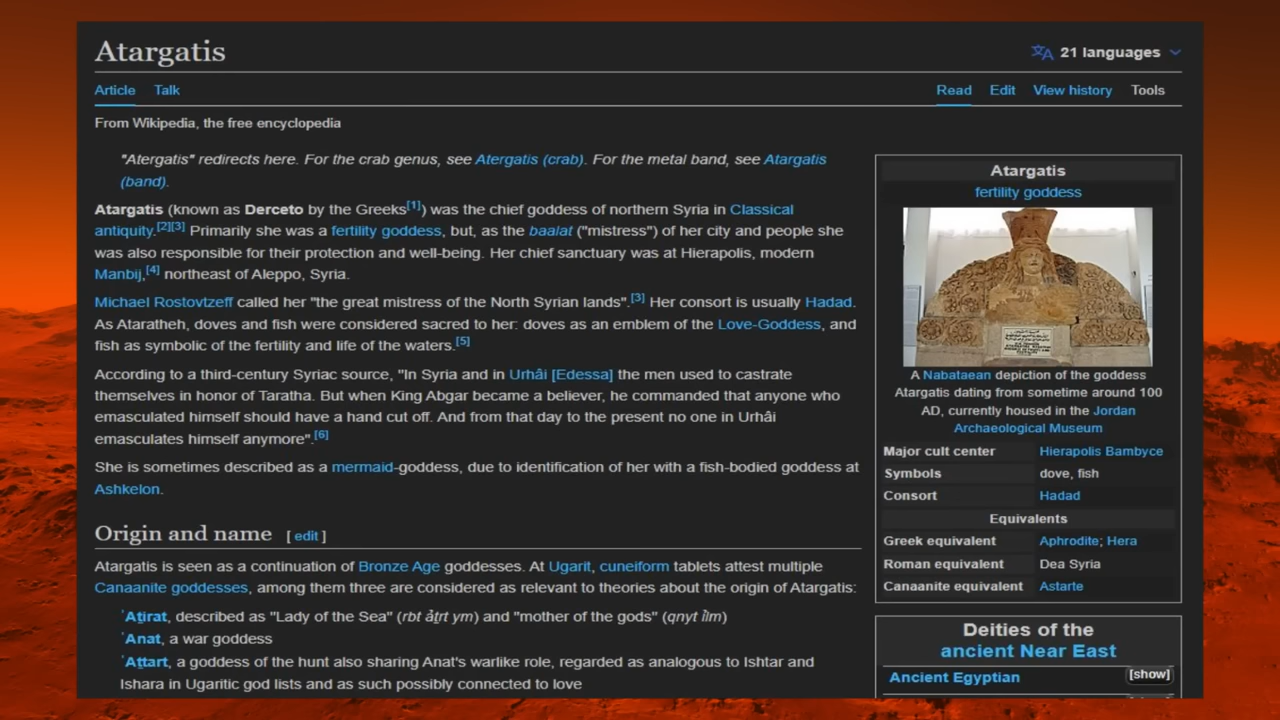 Atargatis
21 languages
Article Talk
Read Edit View history Tools
From Wikipedia, the free encyclopedia
"Atergatis" redirects here. For the crab genus, see Atergatis (crab). For the metal band, see Atargatis
(band).
Atargatis (known as Derceto by the Greeks[1]) was the chief goddess of northern Syria in Classical
antiquity.[2][3] Primarily she was a fertility goddess, but, as the baalat ("mistress") of her city and people she
was also responsible for their protection and well-being. Her chief sanctuary was at Hierapolis, modern
Manbij,[4] northeast of Aleppo, Syria.
Michael Rostovtzeff called her "the great mistress of the North Syrian lands".[3] Her consort is usually Hadad.
As Ataratheh, doves and fish were considered sacred to her: doves as an emblem of the Love-Goddess, and
fish as symbolic of the fertility and life of the waters.[5]
According to a third-century Syriac source, "In Syria and in Urhâi [Edessa] the men used to castrate
themselves in honor of Taratha. But when King Abgar became a believer, he commanded that anyone who
emasculated himself should have a hand cut off. And from that day to the present no one in Urhâi
emasculates himself anymore".[6]
She is sometimes described as a mermaid-goddess, due to identification of her with a fish-bodied goddess at
Ashkelon.
Origin and name [ edit ]
Atargatis is seen as a continuation of Bronze Age goddesses. At Ugarit, cuneiform tablets attest multiple
Canaanite goddesses, among them three are considered as relevant to theories about the origin of Atargatis:
ʾAṯirat, described as "Lady of the Sea" (rbt ảṯrt ym) and "mother of the gods" (qnyt ỉlm)
ʿAnat, a war goddess
ʿAṯtart, a goddess of the hunt also sharing Anat's warlike role, regarded as analogous to Ishtar and
Ishara in Ugaritic god lists and as such possibly connected to love
Atargatis
fertility goddess
A Nabataean depiction of the goddess
Atargatis dating from sometime around 100
AD, currently housed in the Jordan
Archaeological Museum
Major cult center Hierapolis Bambyce
Symbols dove, fish
Consort Hadad
Equivalents
Greek equivalent Aphrodite; Hera
Roman equivalent Dea Syria
Canaanite equivalent Astarte
Deities of the
ancient Near East
Ancient Egyptian [show]